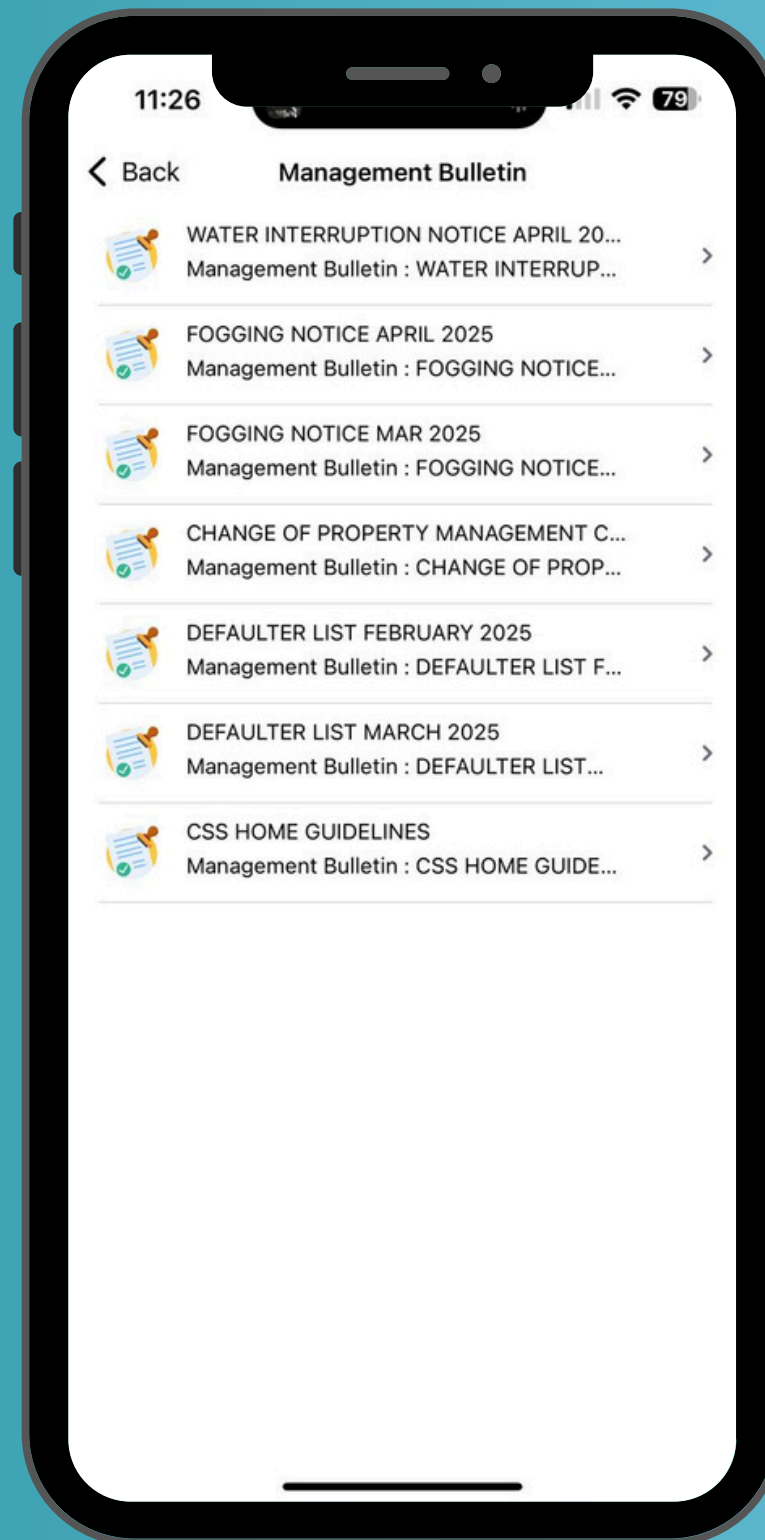 11:26
79
Back
Management Bulletin
WATER INTERRUPTION NOTICE APRIL 20...
Management Bulletin : WATER INTERRUP...
FOGGING NOTICE APRIL 2025
Management Bulletin : FOGGING NOTICE...
FOGGING NOTICE MAR 2025
Management Bulletin : FOGGING NOTICE...
CHANGE OF PROPERTY MANAGEMENT C...
Management Bulletin : CHANGE OF PROP...
DEFAULTER LIST FEBRUARY 2025
Management Bulletin : DEFAULTER LIST F...
DEFAULTER LIST MARCH 2025
Management Bulletin : DEFAULTER LIST...
CSS HOME GUIDELINES
Management Bulletin : CSS HOME GUIDE...